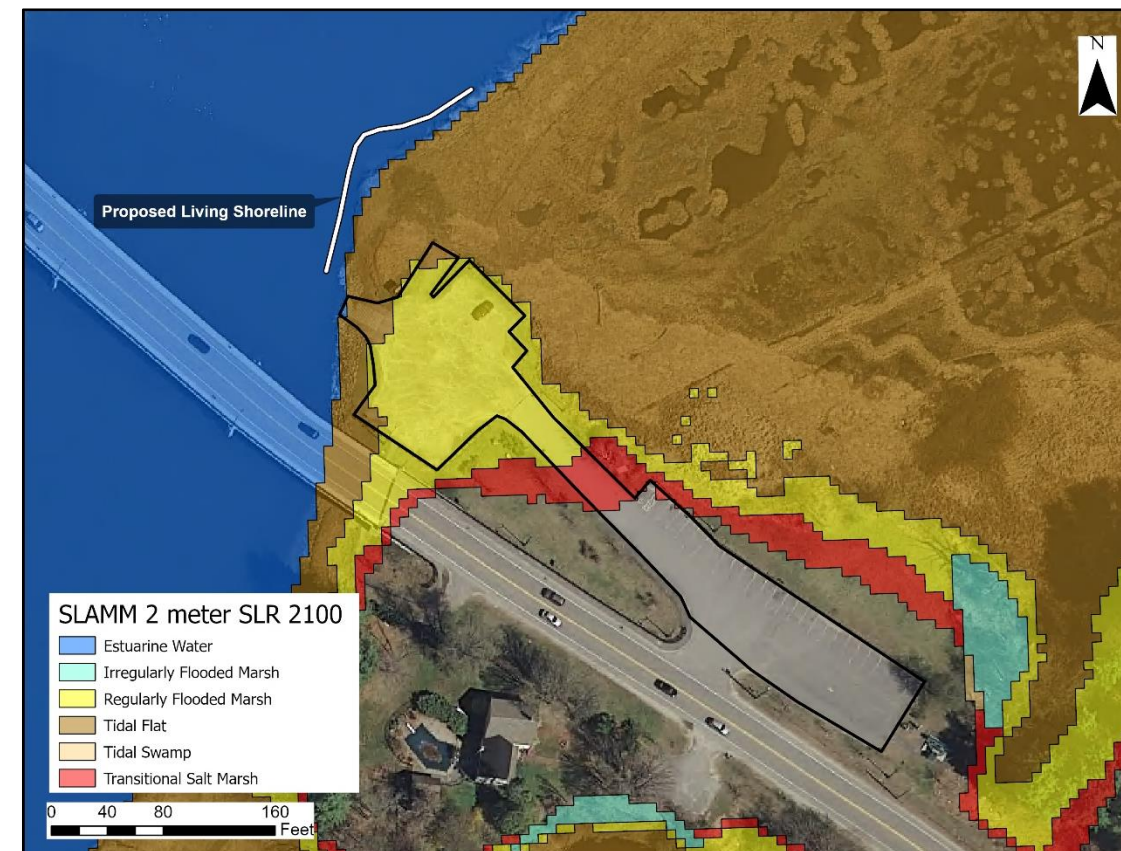 N
Proposed Living Shoreline
SLAMM 2 meter SLR 2100
Estuarine Water
Irregularly Flooded Marsh
Regularly Flooded Marsh
Tidal Flat
Tidal Swamp
Transitional Salt Marsh
0 40 80 160
Feet